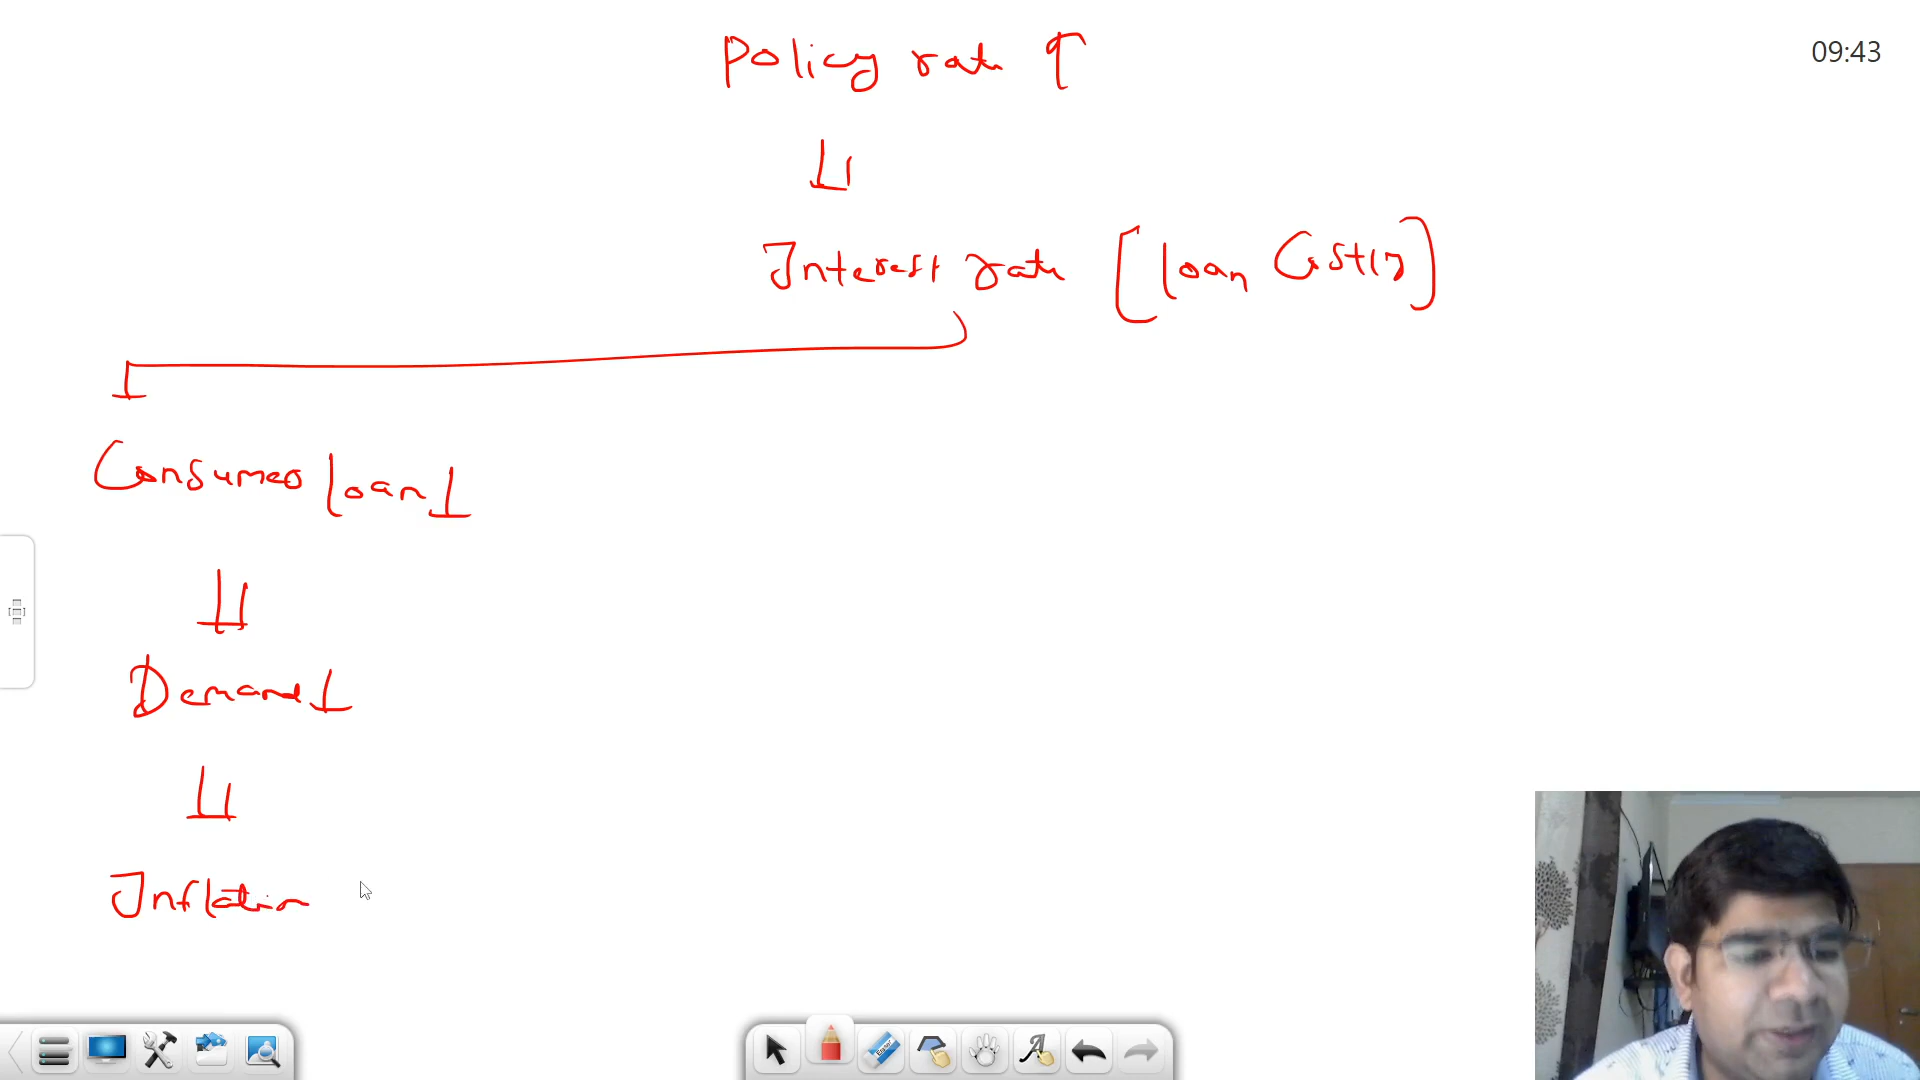 09:43
Policy rate ↑
Interest rate [loan Costly]
Consumer loan ↓
Demand ↓
Inflation